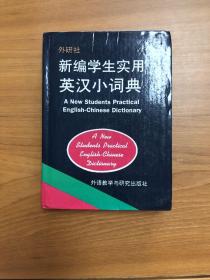 外研社
新编学生实用
英汉小词典
A New Students Practical
English-Chinese Dictionary
A New
Students Practical
English-Chinese
Dictionary
外语教学与研究出版社